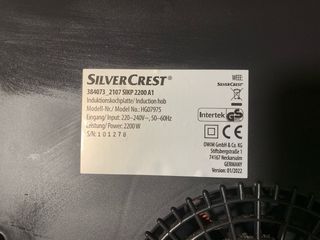 SILVERCREST®
384073_2107 SIKP 2200 A1
Induktionskochplatte/Induction hob
Modell-Nr./Model No.: HG07975
Eingang/Input: 220-240V~, 50-60Hz
Leistung/Power: 2200 W
S/N: 101278
WEEE:
SILVERCREST
Intertek
GS
OWIM GmbH & Co. KG
Stiftsbergstraße 1
74167 Neckarsulm
GERMANY
Version: 01/2022